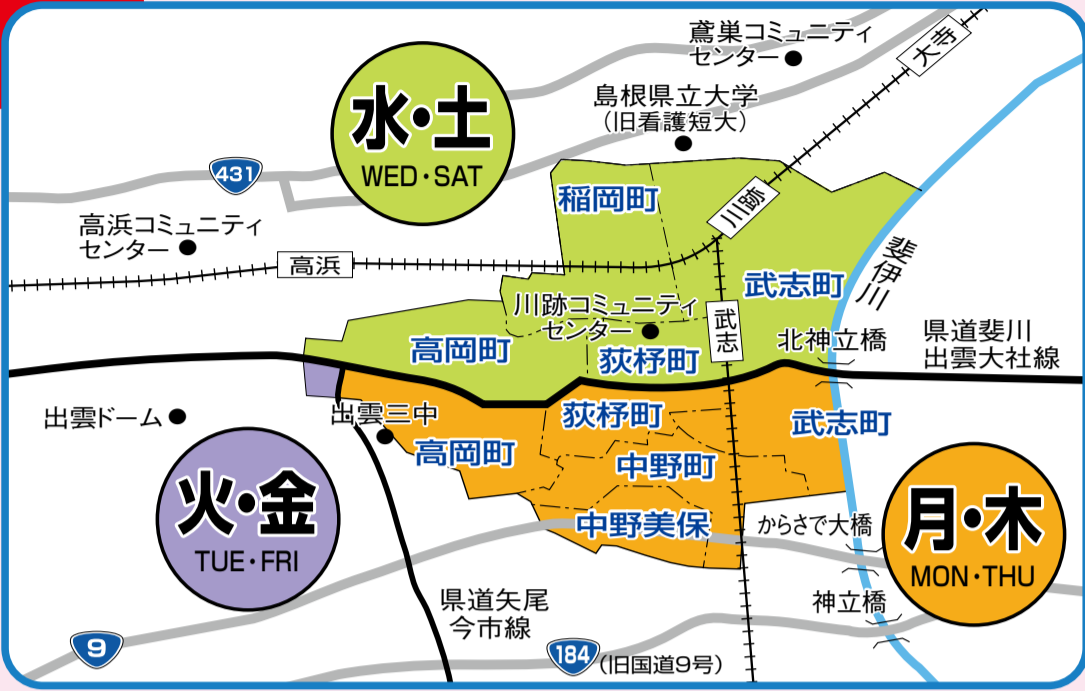 鳶巣コミュニティ
センター
大寺
島根県立大学
(旧看護短大)
水・土
WED・SAT
431
稲岡町
三跡
高浜コミュニティ
センター
高浜
武志町
斐伊川
川跡コミュニティ
センター
武志
高岡町
荻杼町
北神立橋
県道斐川
出雲大社線
出雲ドーム
出雲三中
荻杼町
武志町
高岡町
中野町
火・金
TUE・FRI
中野美保
からさで大橋
月・木
MON・THU
県道矢尾
今市線
神立橋
9
184
(旧国道9号)